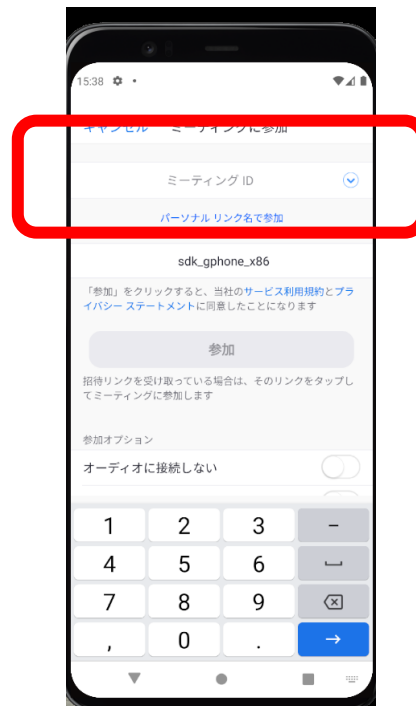 15:38
キャンセル ミーティングに参加
ミーティング ID
パーソナル リンク名で参加
sdk_gphone_x86
「参加」をクリックすると、当社のサービス利用規約とプラ
イバシー ステートメントに同意したことになり
ます
参加
招待リンクを受け取っている場合は、そのリンクをタップし
てミーティングに参加します
参加オプション
オーディオに接続しない
1 2 3 −
4 5 6
7 8 9
, 0 .